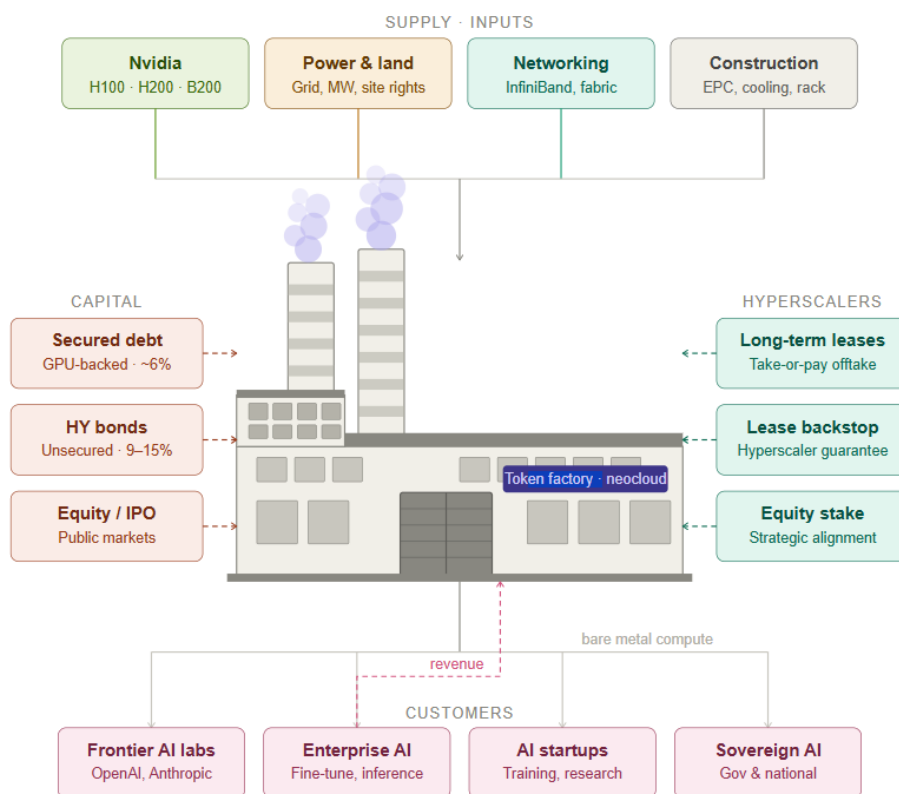 SUPPLY · INPUTS
Nvidia
H100 · H200 · B200
Power & land
Grid, MW, site rights
Networking
InfiniBand, fabric
Construction
EPC, cooling, rack
CAPITAL
Secured debt
GPU-backed · ~6%
HY bonds
Unsecured · 9–15%
Equity / IPO
Public markets
HYPERSCALERS
Long-term leases
Take-or-pay offtake
Lease backstop
Hyperscaler guarantee
Equity stake
Strategic alignment
Token factory · neocloud
bare metal compute
revenue
CUSTOMERS
Frontier AI labs
OpenAI, Anthropic
Enterprise AI
Fine-tune, inference
AI startups
Training, research
Sovereign AI
Gov & national